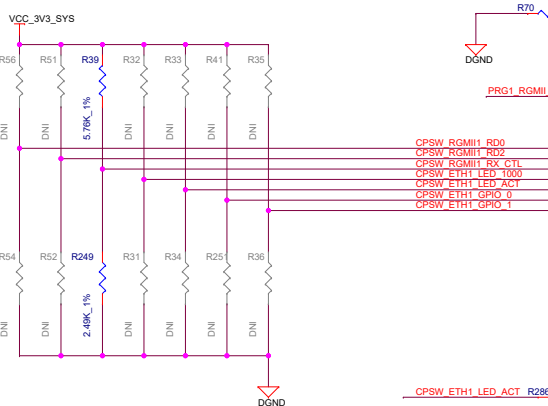 R70
VCC_3V3_SYS
DGND
R56 R51 R39 R32 R33 R41 R35
PRG1_RGMII
DNI DNI 5.76K_1% DNI DNI DNI DNI
CPSW_RGMII1_RD0
CPSW_RGMII1_RD2
CPSW_RGMII1_RX_CTL
CPSW_ETH1_LED_1000
CPSW_ETH1_LED_ACT
CPSW_ETH1_GPIO_0
CPSW_ETH1_GPIO_1
R54 R52 R249 R31 R34 R251 R36
DNI DNI 2.49K_1% DNI DNI DNI DNI
CPSW_ETH1_LED_ACT R286
DGND